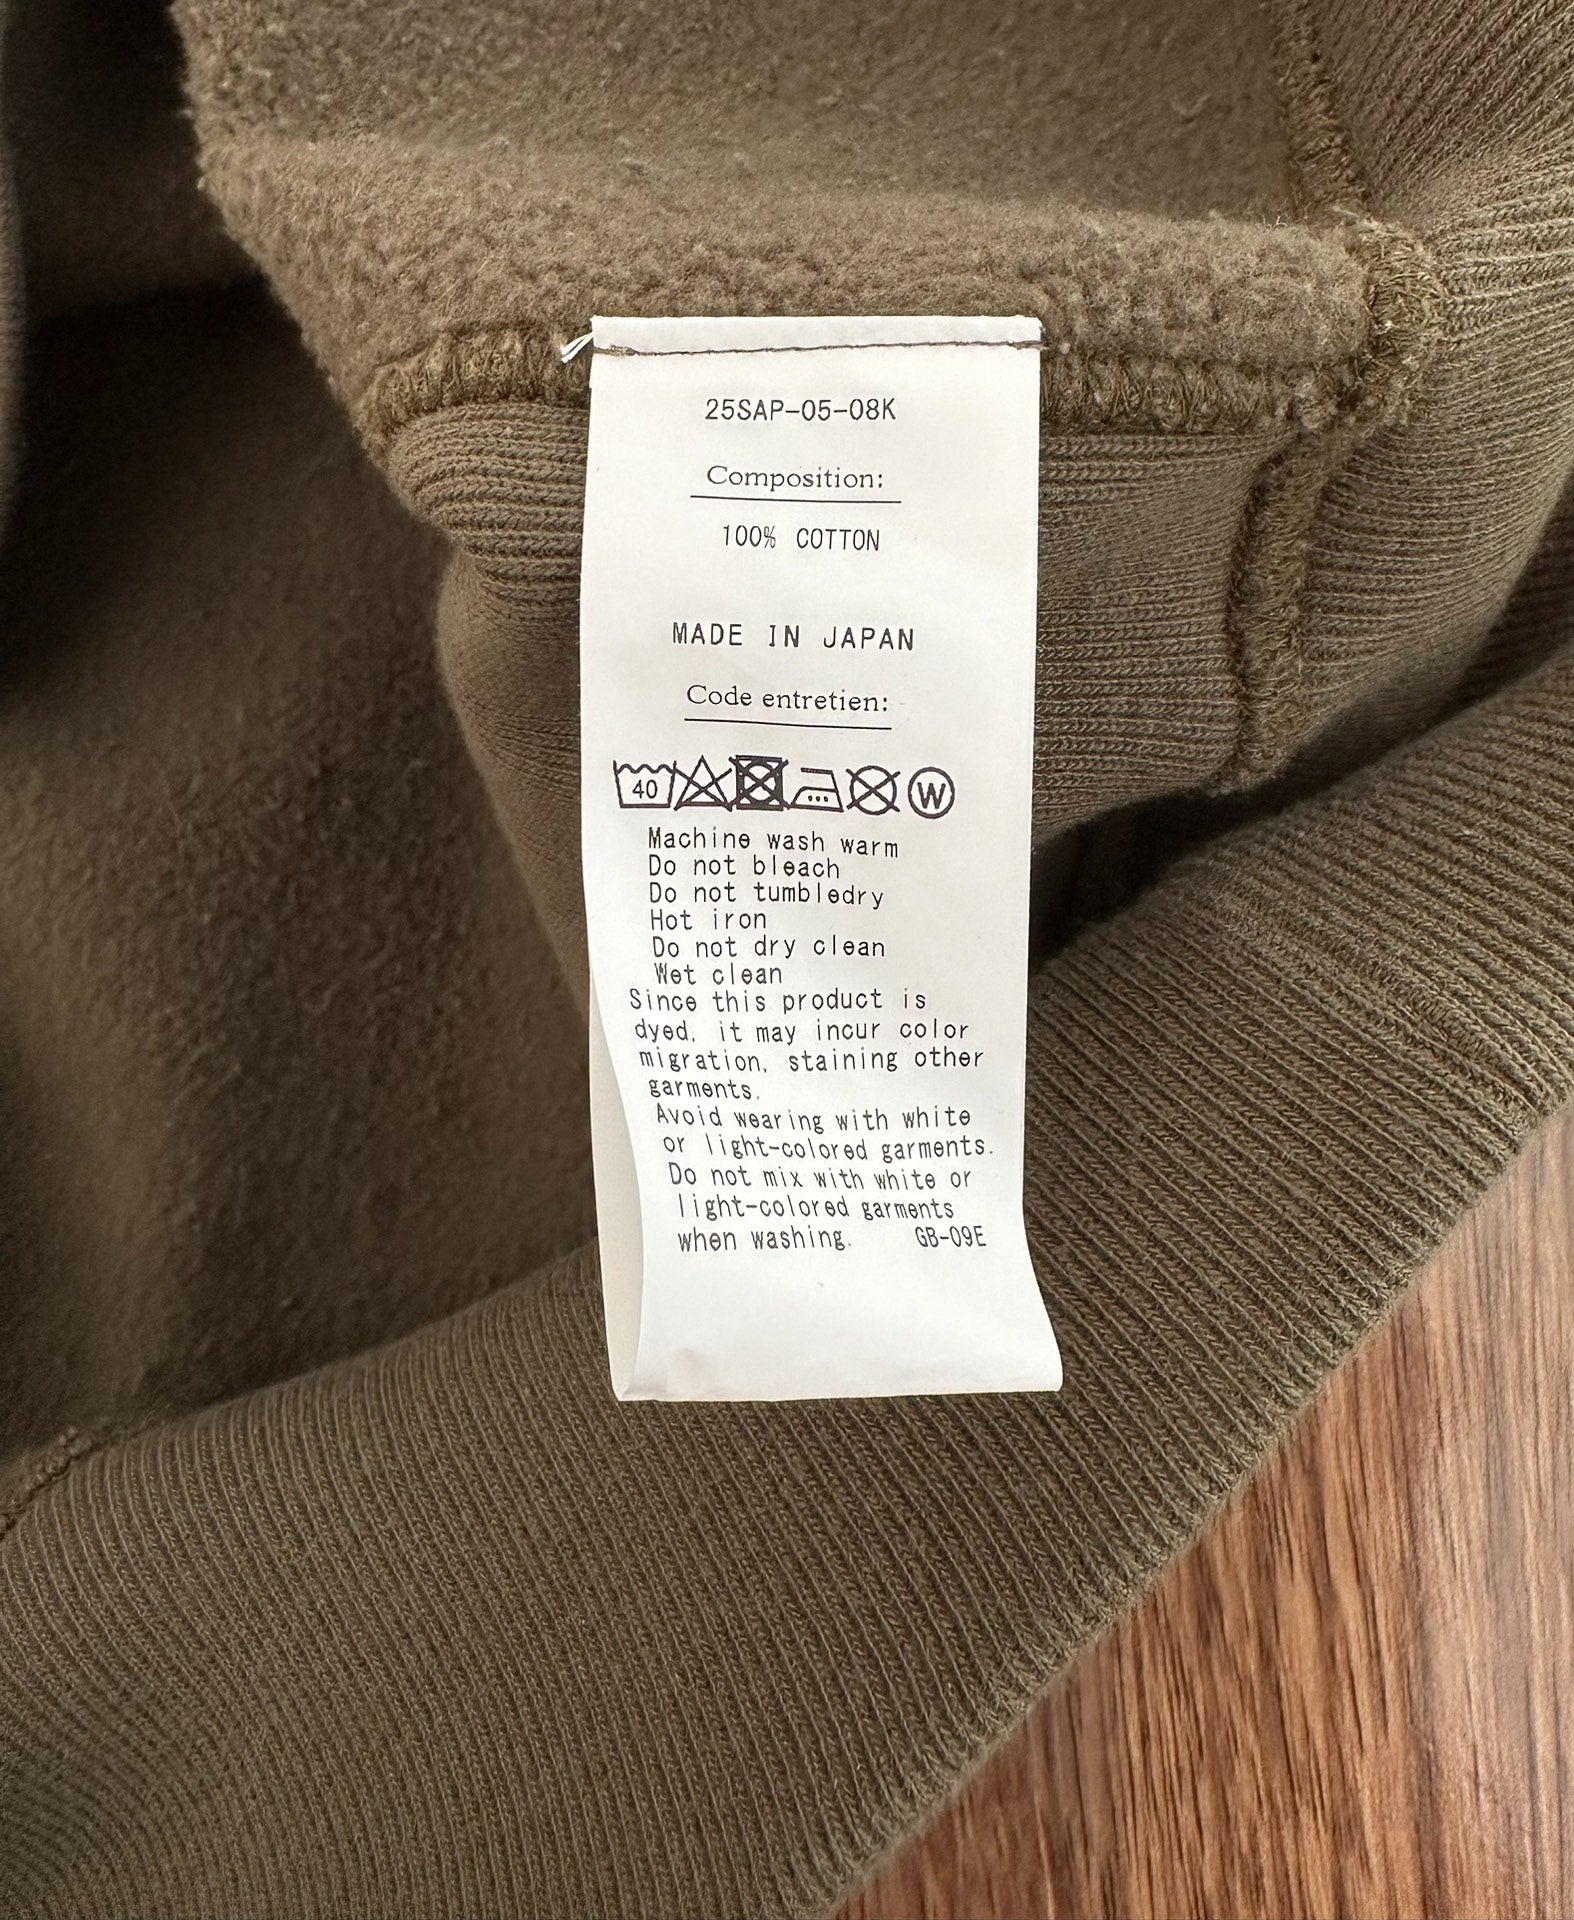 25SAP-05-08K
Composition:
100% COTTON
MADE IN JAPAN
Code entretien:
40 W
Machine wash warm
Do not bleach
Do not tumbledry
Hot iron
Do not dry clean
Wet clean
Since this product is
dyed, it may incur color
migration, staining other
garments.
Avoid wearing with white
or light-colored garments.
Do not mix with white or
light-colored garments
when washing. GB-09E